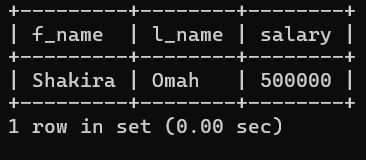 +---------+--------+--------+
| f_name  | l_name | salary |
+---------+--------+--------+
| Shakira | Omah   | 500000 |
+---------+--------+--------+
1 row in set (0.00 sec)